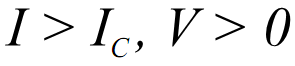 I > I_C, V > 0